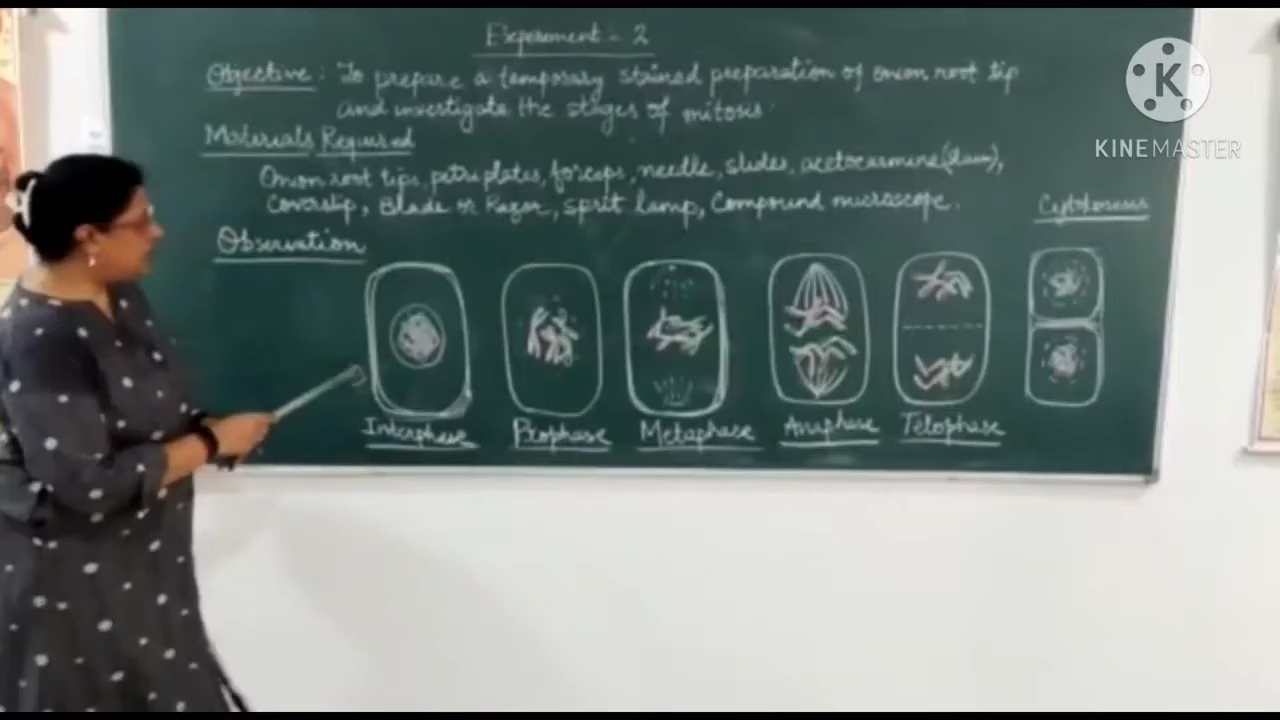 Experiment - 2
Objective : To prepare a temporary stained preparation of onion root tip
and investigate the stages of mitosis.
Materials Required
Onion root tips, petri plates, forceps, needle, slides, acetocarmine
Coverslip, Blade or Razor, Sprit lamp, Compound microscope.
Observation
Cytokinesis
Interphase Prophase Metaphase Anaphase Telophase
K
KINEMASTER